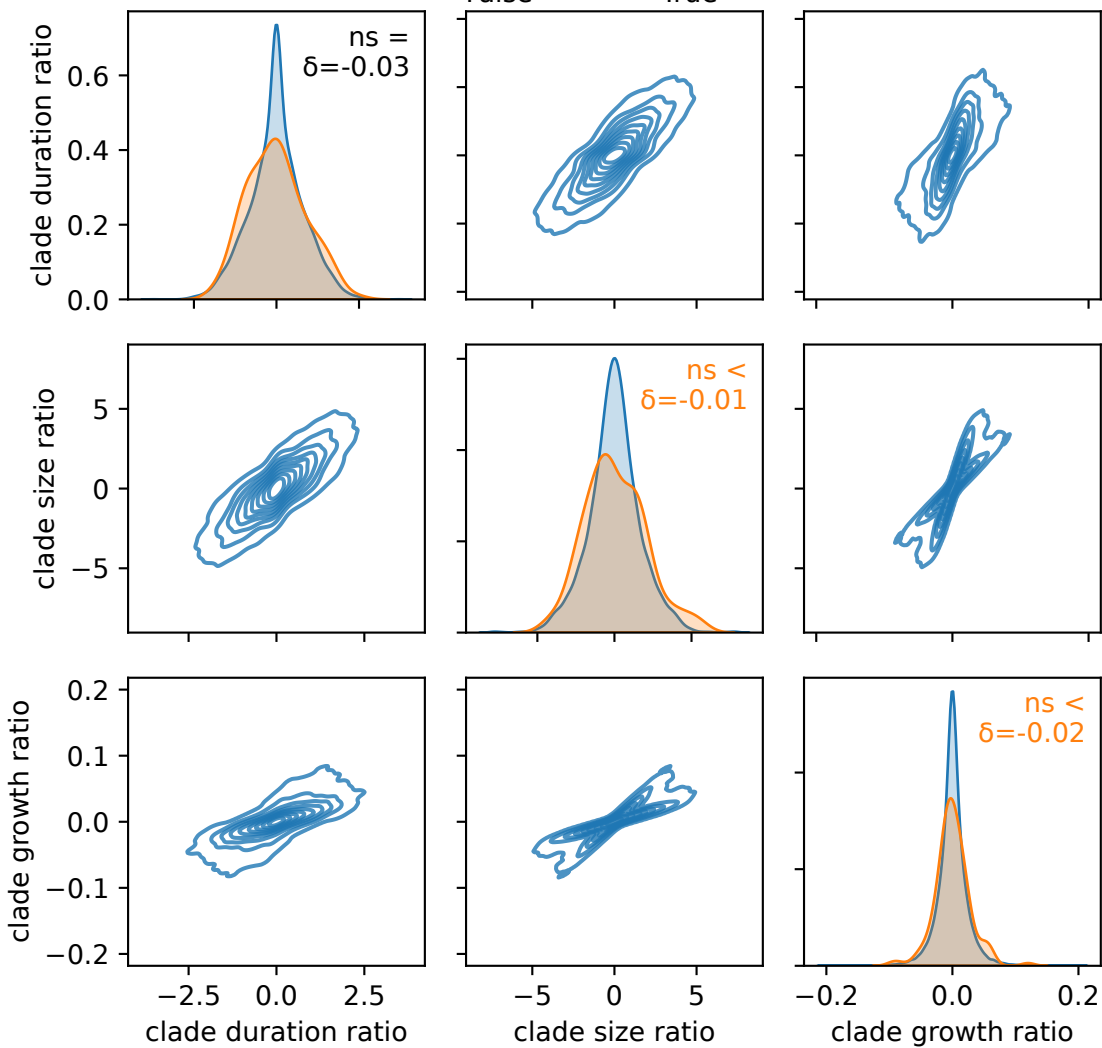 clade duration ratio
0.6
0.4
0.2
0.0
ns =
δ=-0.03
clade size ratio
5
0
−5
ns <
δ=-0.01
clade growth ratio
0.2
0.1
0.0
−0.1
−0.2
ns <
δ=-0.02
−2.5 0.0 2.5
−5 0 5
−0.2 0.0 0.2
clade duration ratio
clade size ratio
clade growth ratio